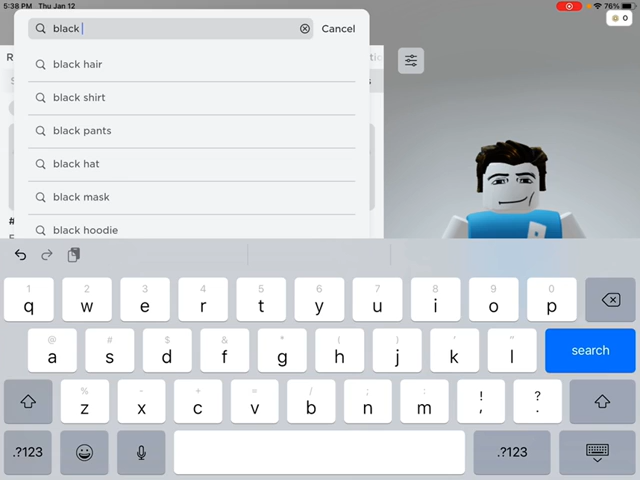 5:38 PM Thu Jan 12
76%
0
black
Cancel
black hair
black shirt
black pants
black hat
black mask
black hoodie
1 2 3 4 5 6 7 8 9 0
q w e r t y u i o p
@ # $ & * ( ) ' "
a s d f g h j k l search
% - + = / ; : ! ?
z x c v b n m , .
.?123 .?123